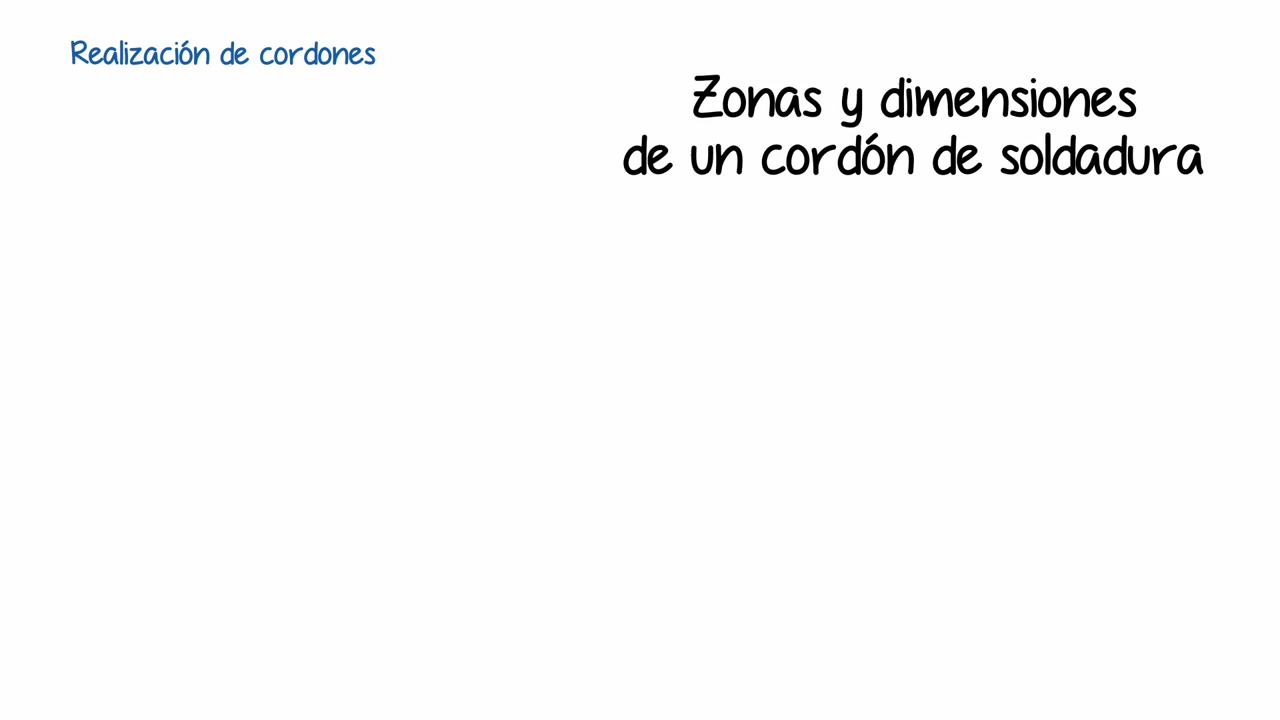 Realización de cordones
Zonas y dimensiones
de un cordón de soldadura